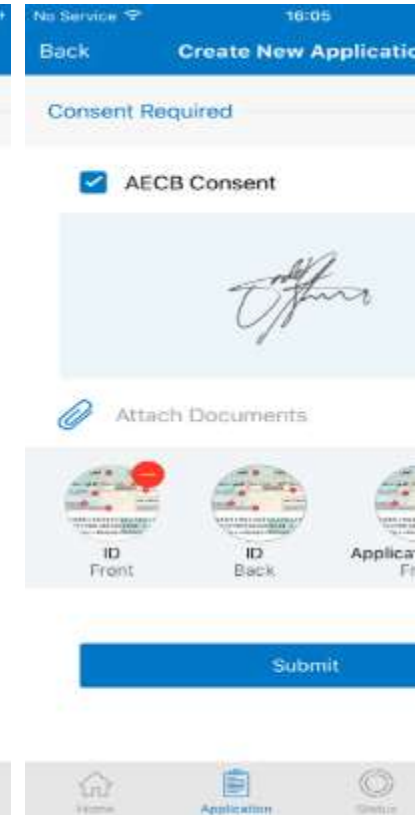 No Service 16:05
Back Create New Applicatio
Consent Required
AECB Consent
Attach Documents
ID ID Applica
Front Back Fr
Submit
Home Application Status